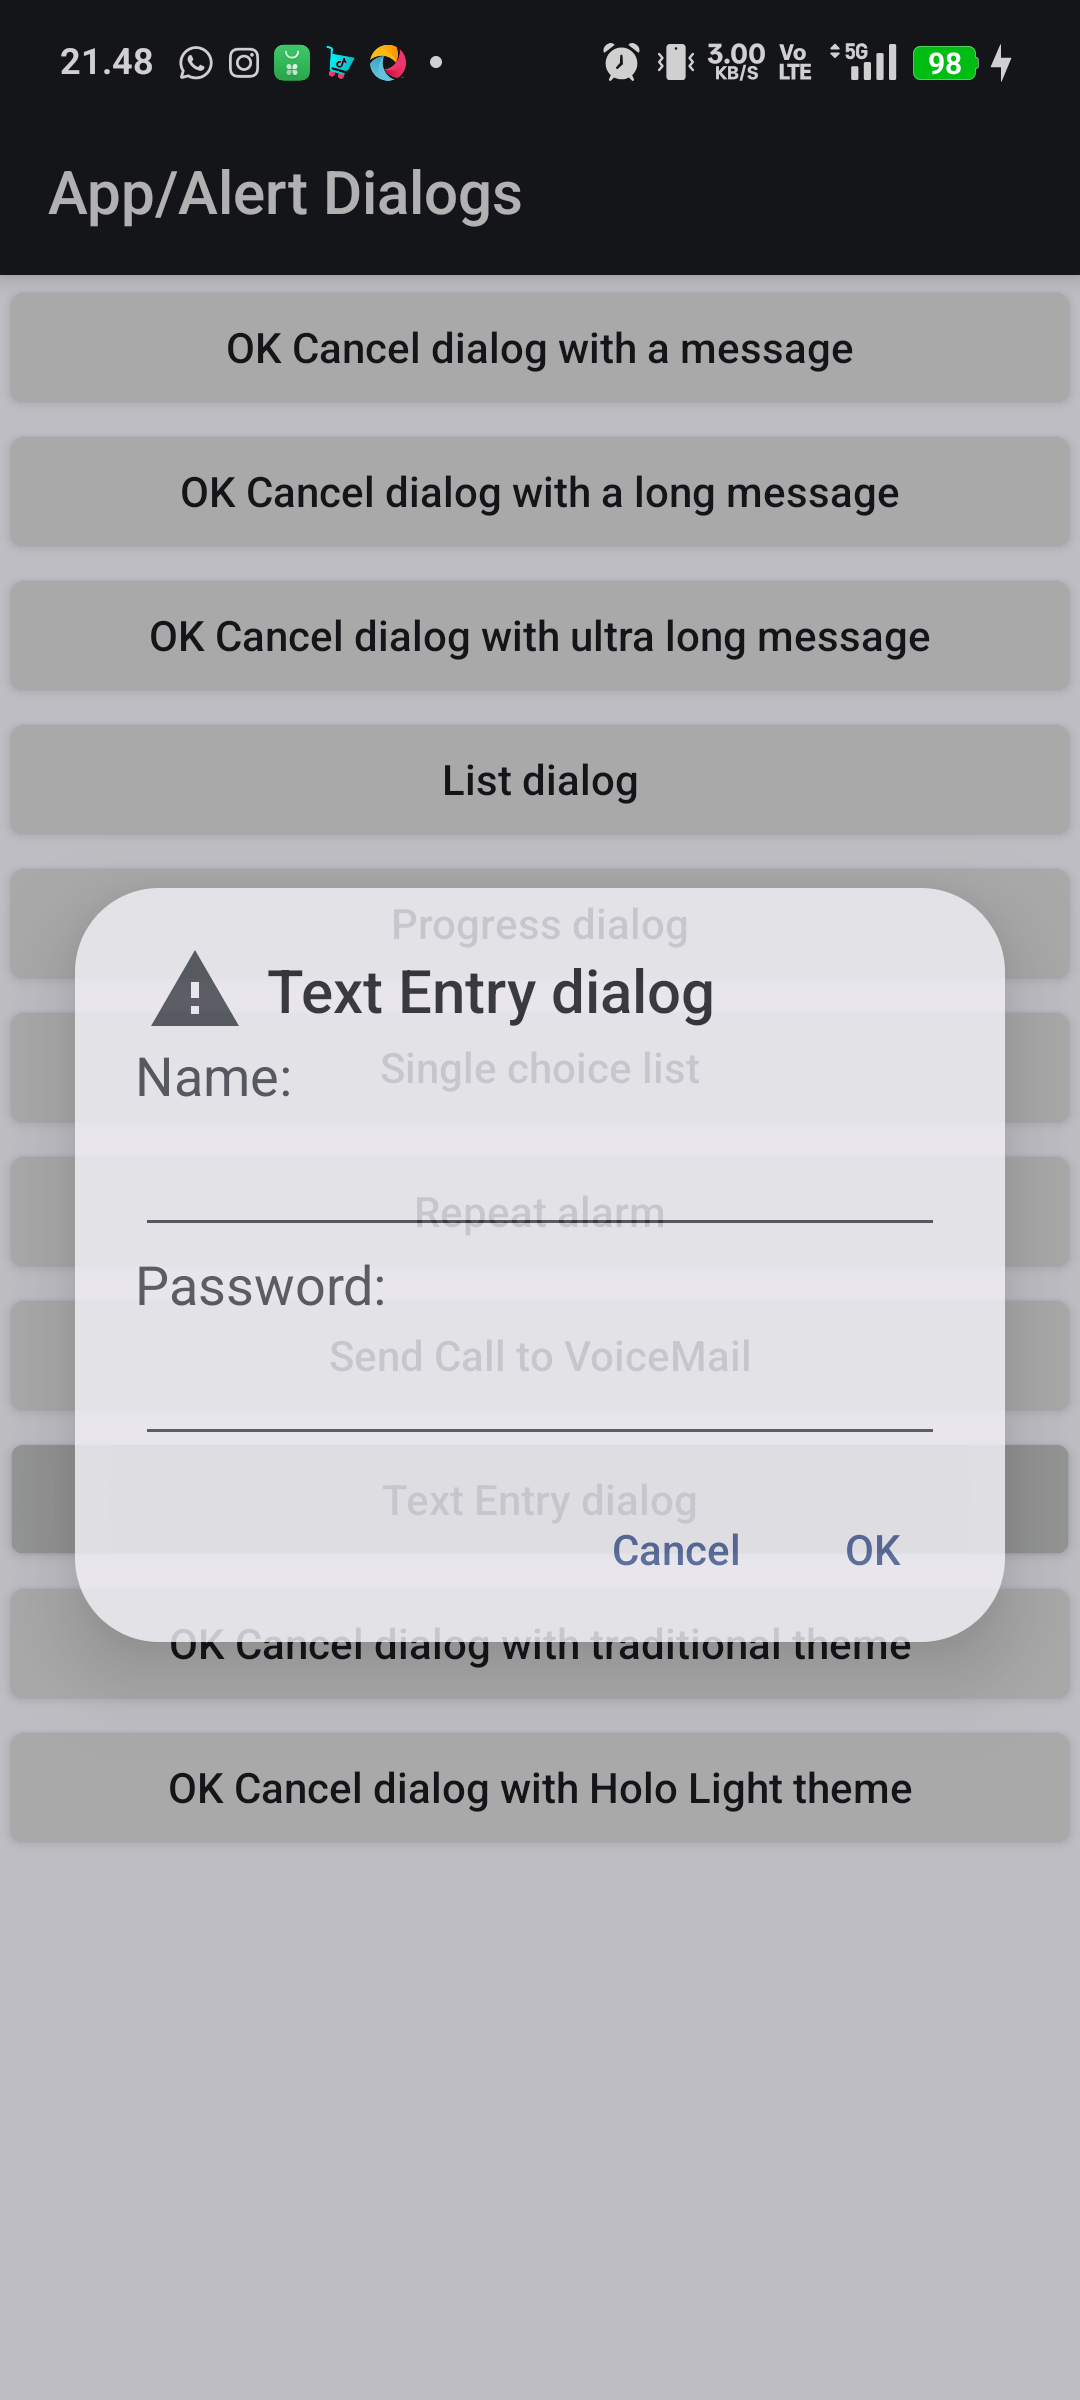 21.48 3.00 KB/S Vo LTE 5G 98
App/Alert Dialogs
OK Cancel dialog with a message
OK Cancel dialog with a long message
OK Cancel dialog with ultra long message
List dialog
Progress dialog
Text Entry dialog
Single choice list
Name:
Repeat alarm
Password:
Send Call to VoiceMail
Text Entry dialog
Cancel OK
OK Cancel dialog with traditional theme
OK Cancel dialog with Holo Light theme